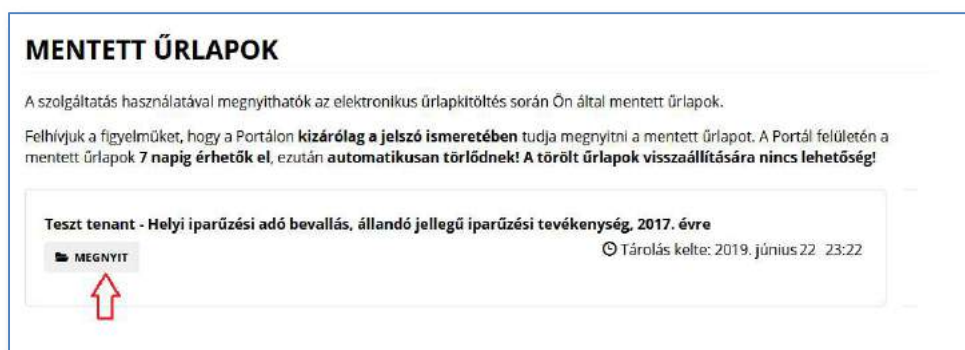 MENTETT ŰRLAPOK
A szolgáltatás használatával megnyithatók az elektronikus űrlapkitöltés során Ön által mentett űrlapok.
Felhívjuk a figyelmüket, hogy a Portálon kizárólag a jelszó ismeretében tudja megnyitni a mentett űrlapot. A Portál felületén a
mentett űrlapok 7 napig érhetők el, ezután automatikusan törlődnek! A törölt űrlapok visszaállítására nincs lehetőség!
Teszt tenant - Helyi iparűzési adó bevallás, állandó jellegű iparűzési tevékenység, 2017. évre
MEGNYIT
Tárolás kelte: 2019. június 22 23:22